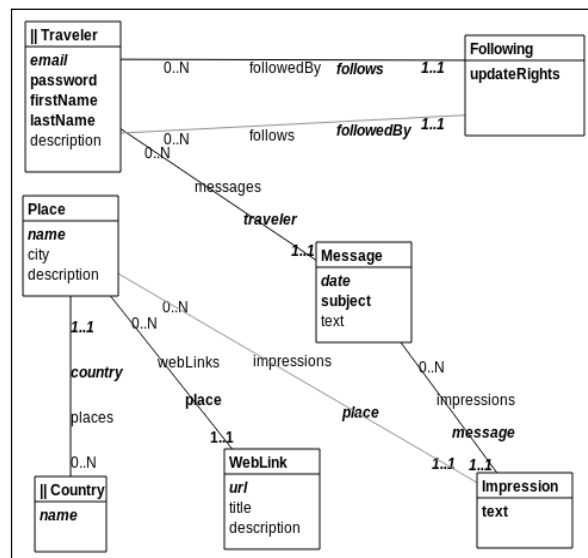 || Traveler
email
password
firstName
lastName
description
0..N
followedBy
follows
1..1
Following
updateRights
0..N
follows
followedBy
1..1
0..N
messages
traveler
1..1
Place
name
city
description
Message
date
subject
text
1..1
country
places
0..N
0..N
webLinks
place
1..1
0..N
impressions
place
1..1
0..N
impressions
message
1..1
|| Country
name
WebLink
url
title
description
Impression
text